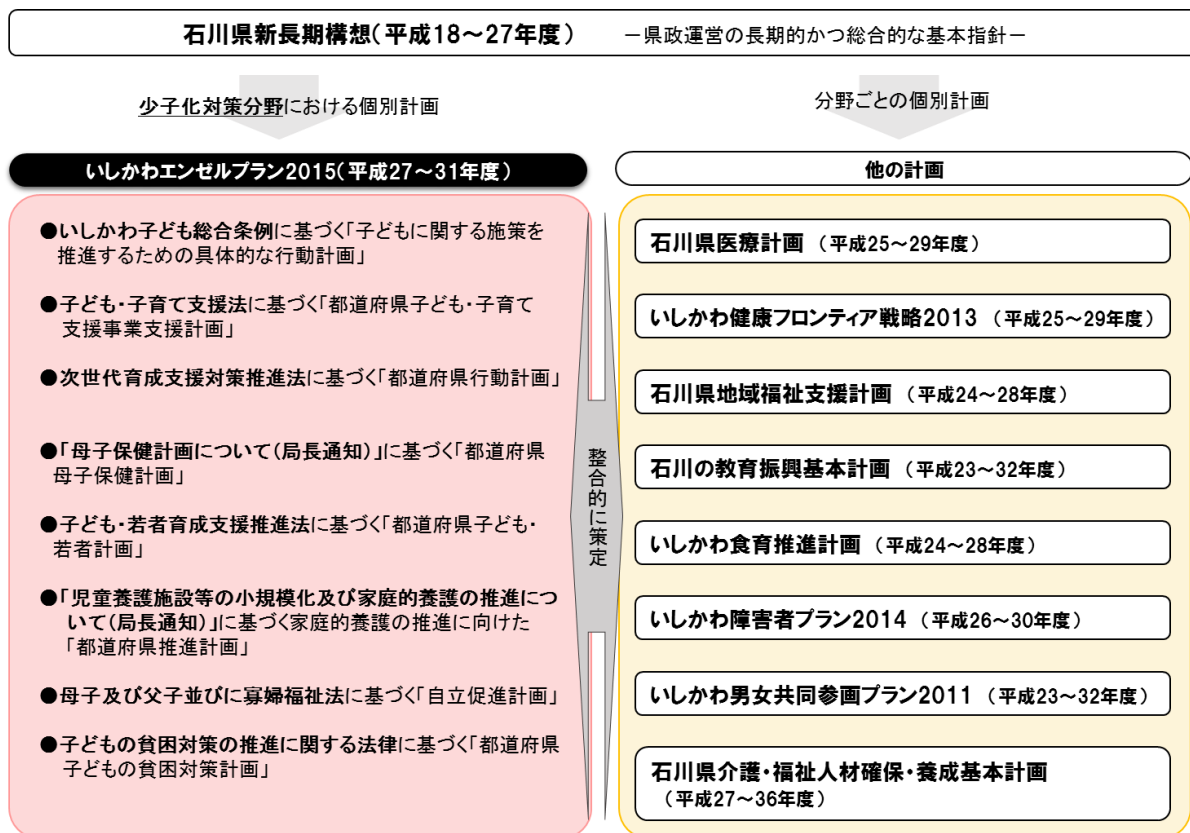 石川県新長期構想(平成18～27年度) －県政運営の長期的かつ総合的な基本指針－
少子化対策分野における個別計画
分野ごとの個別計画
いしかわエンゼルプラン2015(平成27～31年度)
●いしかわ子ども総合条例に基づく「子どもに関する施策を
推進するための具体的な行動計画」
●子ども・子育て支援法に基づく「都道府県子ども・子育て
支援事業支援計画」
●次世代育成支援対策推進法に基づく「都道府県行動計画」
●「母子保健計画について(局長通知)」に基づく「都道府県
母子保健計画」
●子ども・若者育成支援推進法に基づく「都道府県子ども・
若者計画」
●「児童養護施設等の小規模化及び家庭的養護の推進につ
いて(局長通知)」に基づく家庭的養護の推進に向けた
「都道府県推進計画」
●母子及び父子並びに寡婦福祉法に基づく「自立促進計画」
●子どもの貧困対策の推進に関する法律に基づく「都道府県
子どもの貧困対策計画」
整合的に策定
他の計画
石川県医療計画 (平成25～29年度)
いしかわ健康フロンティア戦略2013 (平成25～29年度)
石川県地域福祉支援計画 (平成24～28年度)
石川の教育振興基本計画 (平成23～32年度)
いしかわ食育推進計画 (平成24～28年度)
いしかわ障害者プラン2014 (平成26～30年度)
いしかわ男女共同参画プラン2011 (平成23～32年度)
石川県介護・福祉人材確保・養成基本計画
(平成27～36年度)